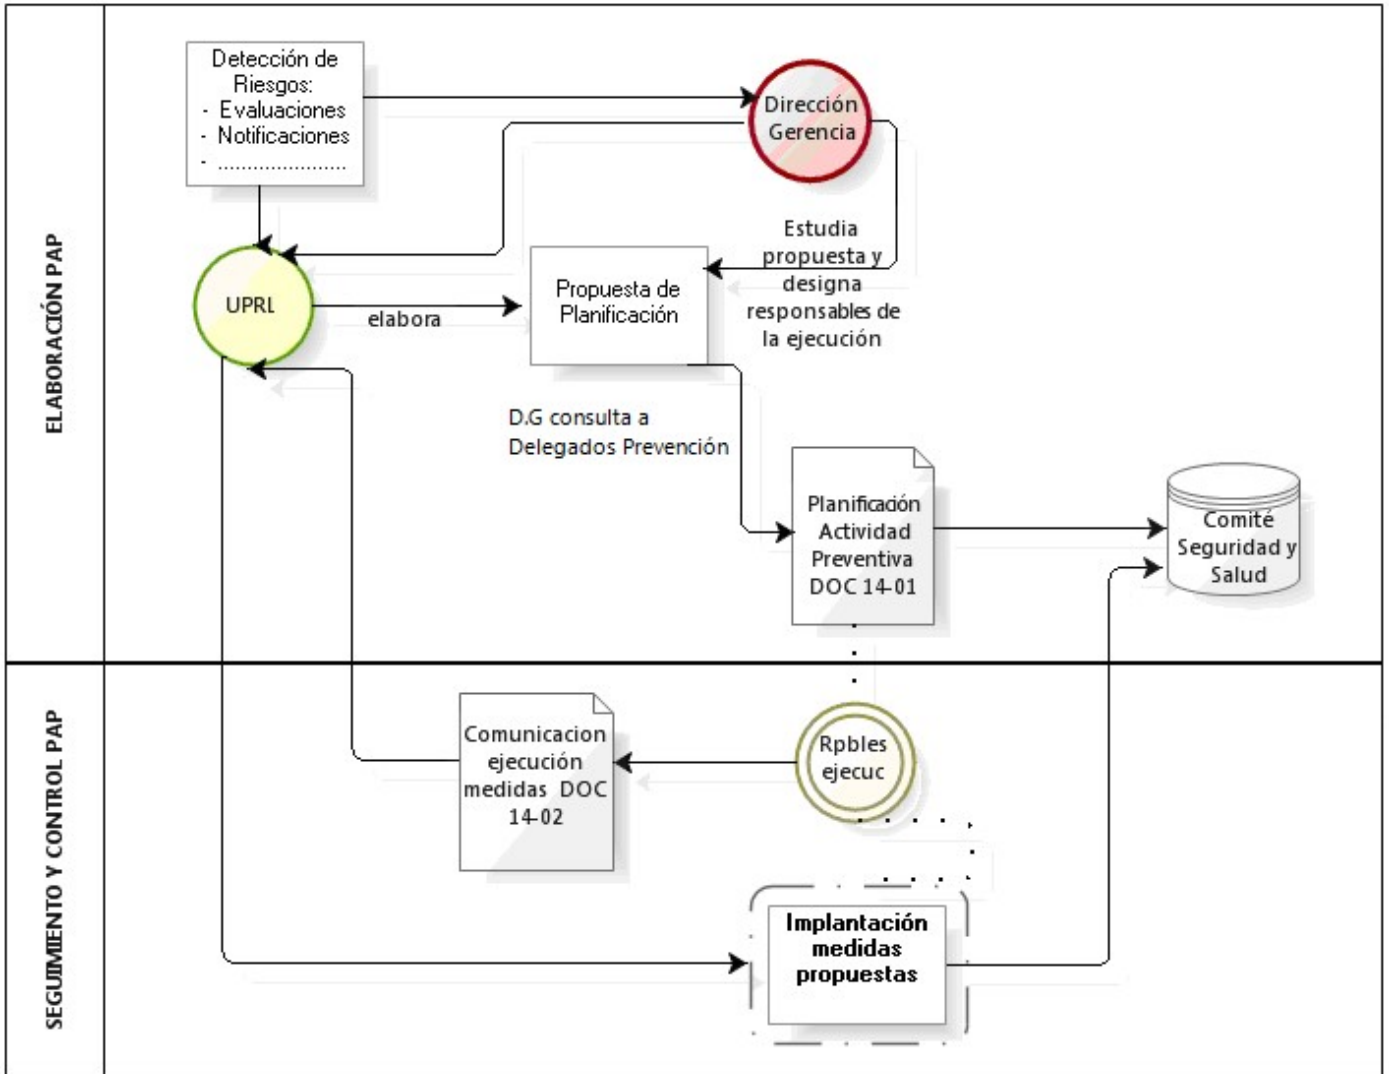 ELABORACIÓN PAP
Detección de
Riesgos:
- Evaluaciones
- Notificaciones
- ......................
Dirección
Gerencia
Estudia
propuesta y
designa
responsables de
la ejecución
UPRL
elabora
Propuesta de
Planificación
D.G consulta a
Delegados Prevención
Planificación
Actividad
Preventiva
DOC 14-01
Comité
Seguridad y
Salud
SEGUIMIENTO Y CONTROL PAP
Comunicacion
ejecución
medidas DOC
14-02
Rpbles
ejecuc
Implantación
medidas
propuestas